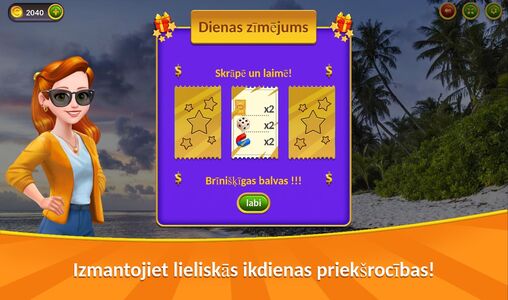 2040
Dienas zīmējums
Skrāpē un laimē!
x2
x2
x2
Brīnišķīgas balvas !!!
labi
Izmantojiet lieliskās ikdienas priekšrocības!